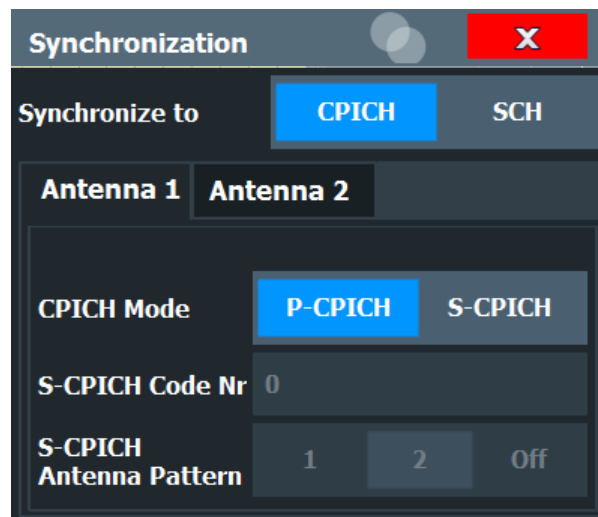 Synchronization X
Synchronize to CPICH SCH
Antenna 1 Antenna 2
CPICH Mode P-CPICH S-CPICH
S-CPICH Code Nr 0
S-CPICH
Antenna Pattern 1 2 Off